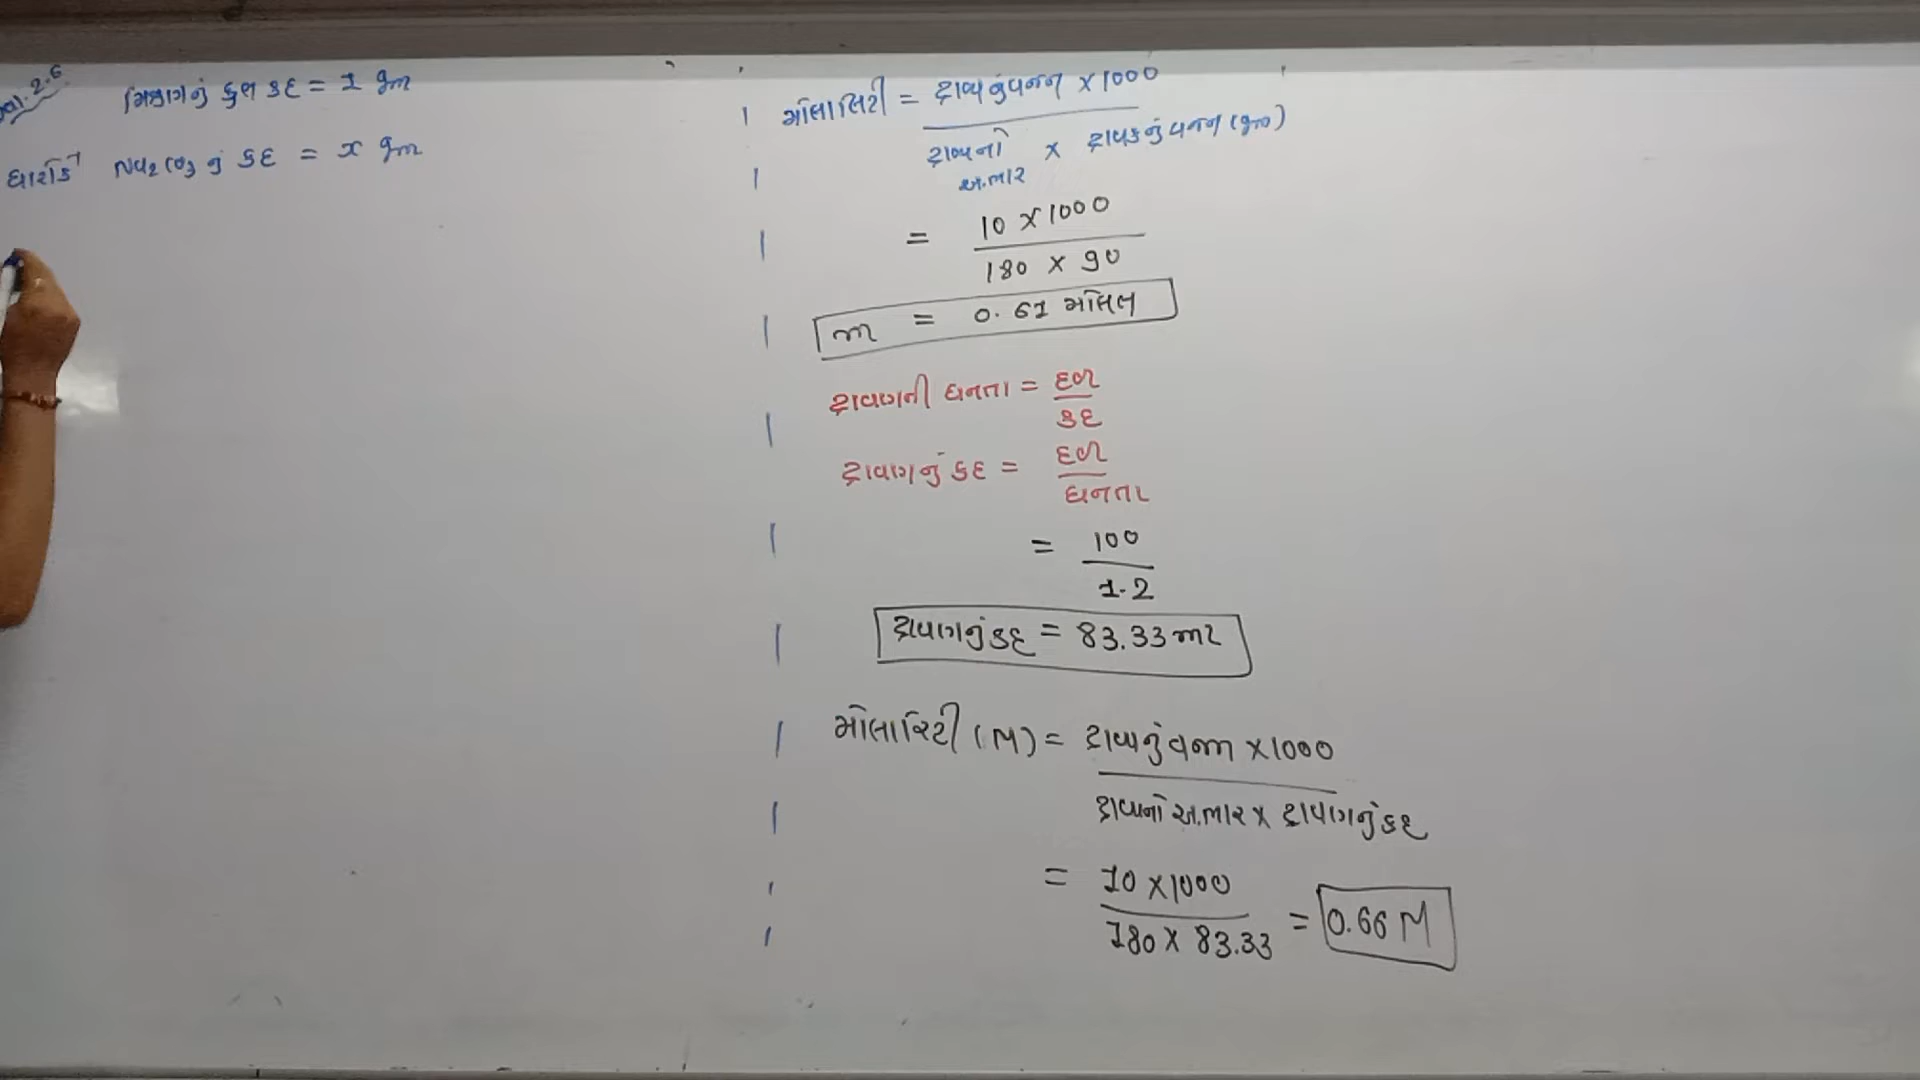 2.6
મિશ્રણનું કુલ કદ = 1 gm
ધારોકે Na2CO3 નું કદ = x gm
મોલાલિટી = દ્રાવ્યનુંવજન x 1000
દ્રાવ્યનો અ.ભાર x દ્રાવકનું વજન (gm)
= 10 x 1000
180 x 90
m = 0.61 મોલલ
દ્રાવણની ઘનતા = દળ
કદ
દ્રાવણનું કદ = દળ
ઘનતા
= 100
1.2
દ્રાવણનું કદ = 83.33 ml
મોલારિટી (M) = દ્રાવ્યનું વજન x 1000
દ્રાવ્યનો અ.ભાર x દ્રાવણનું કદ
= 10 x 1000
180 x 83.33
= 0.66 M